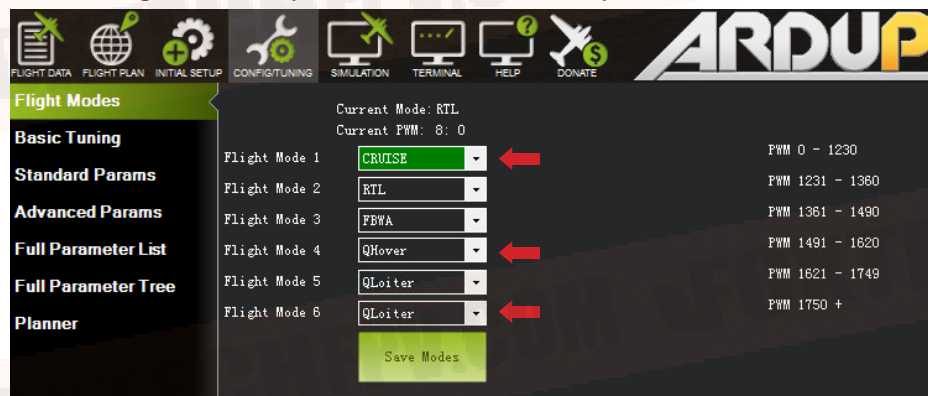 FLIGHT DATA FLIGHT PLAN INITIAL SETUP CONFIG/TUNING SIMULATION TERMINAL HELP DONATE ARDUP
Flight Modes
Basic Tuning
Standard Params
Advanced Params
Full Parameter List
Full Parameter Tree
Planner
Current Mode: RTL
Current PWM: 8: 0
Flight Mode 1 CRUISE PWM 0 - 1230
Flight Mode 2 RTL PWM 1231 - 1360
Flight Mode 3 FBWA PWM 1361 - 1490
Flight Mode 4 QHover PWM 1491 - 1620
Flight Mode 5 QLoiter PWM 1621 - 1749
Flight Mode 6 QLoiter PWM 1750 +
Save Modes